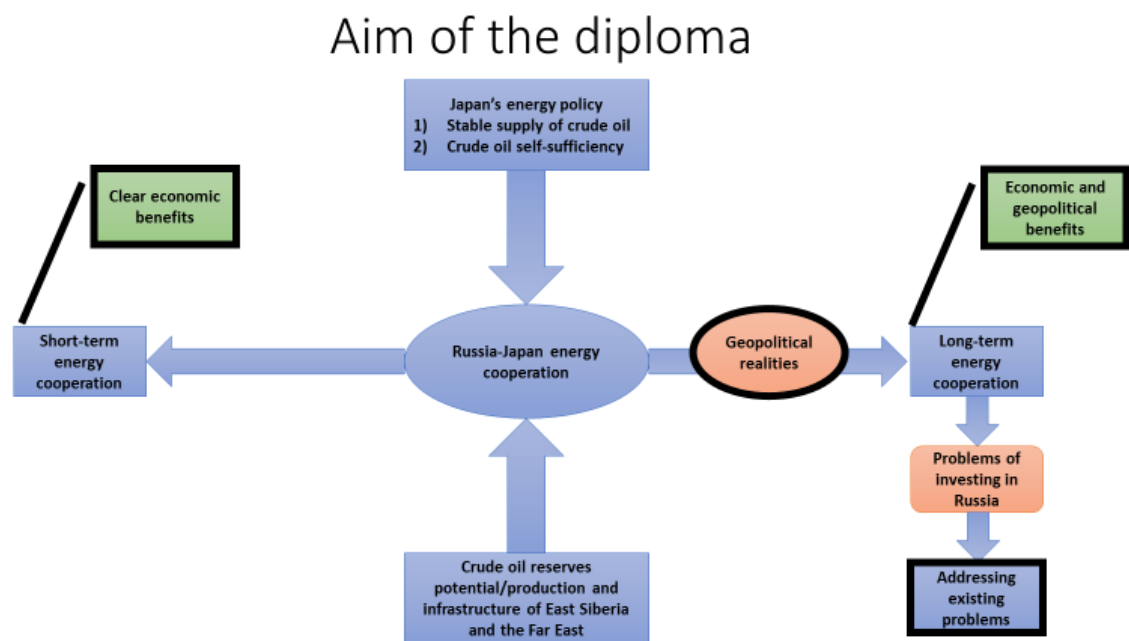 Aim of the diploma
Japan's energy policy
1) Stable supply of crude oil
2) Crude oil self-sufficiency
Clear economic
benefits
Economic and
geopolitical
benefits
Short-term
energy
cooperation
Russia-Japan energy
cooperation
Geopolitical
realities
Long-term
energy
cooperation
Problems of
investing in
Russia
Crude oil reserves
potential/production and
infrastructure of East Siberia
and the Far East
Addressing
existing
problems